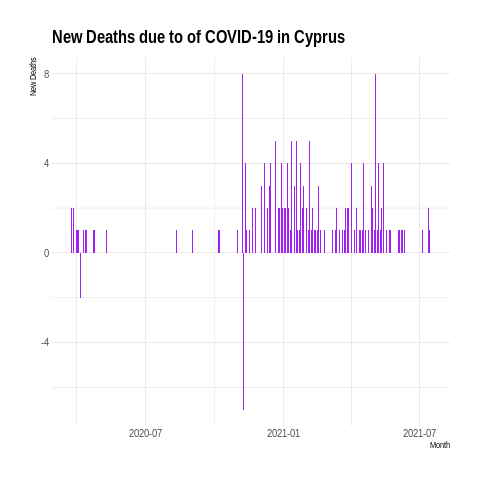 New Deaths due to of COVID-19 in Cyprus
New Deaths
8
4
0
-4
2020-07 2021-01 2021-07
Month